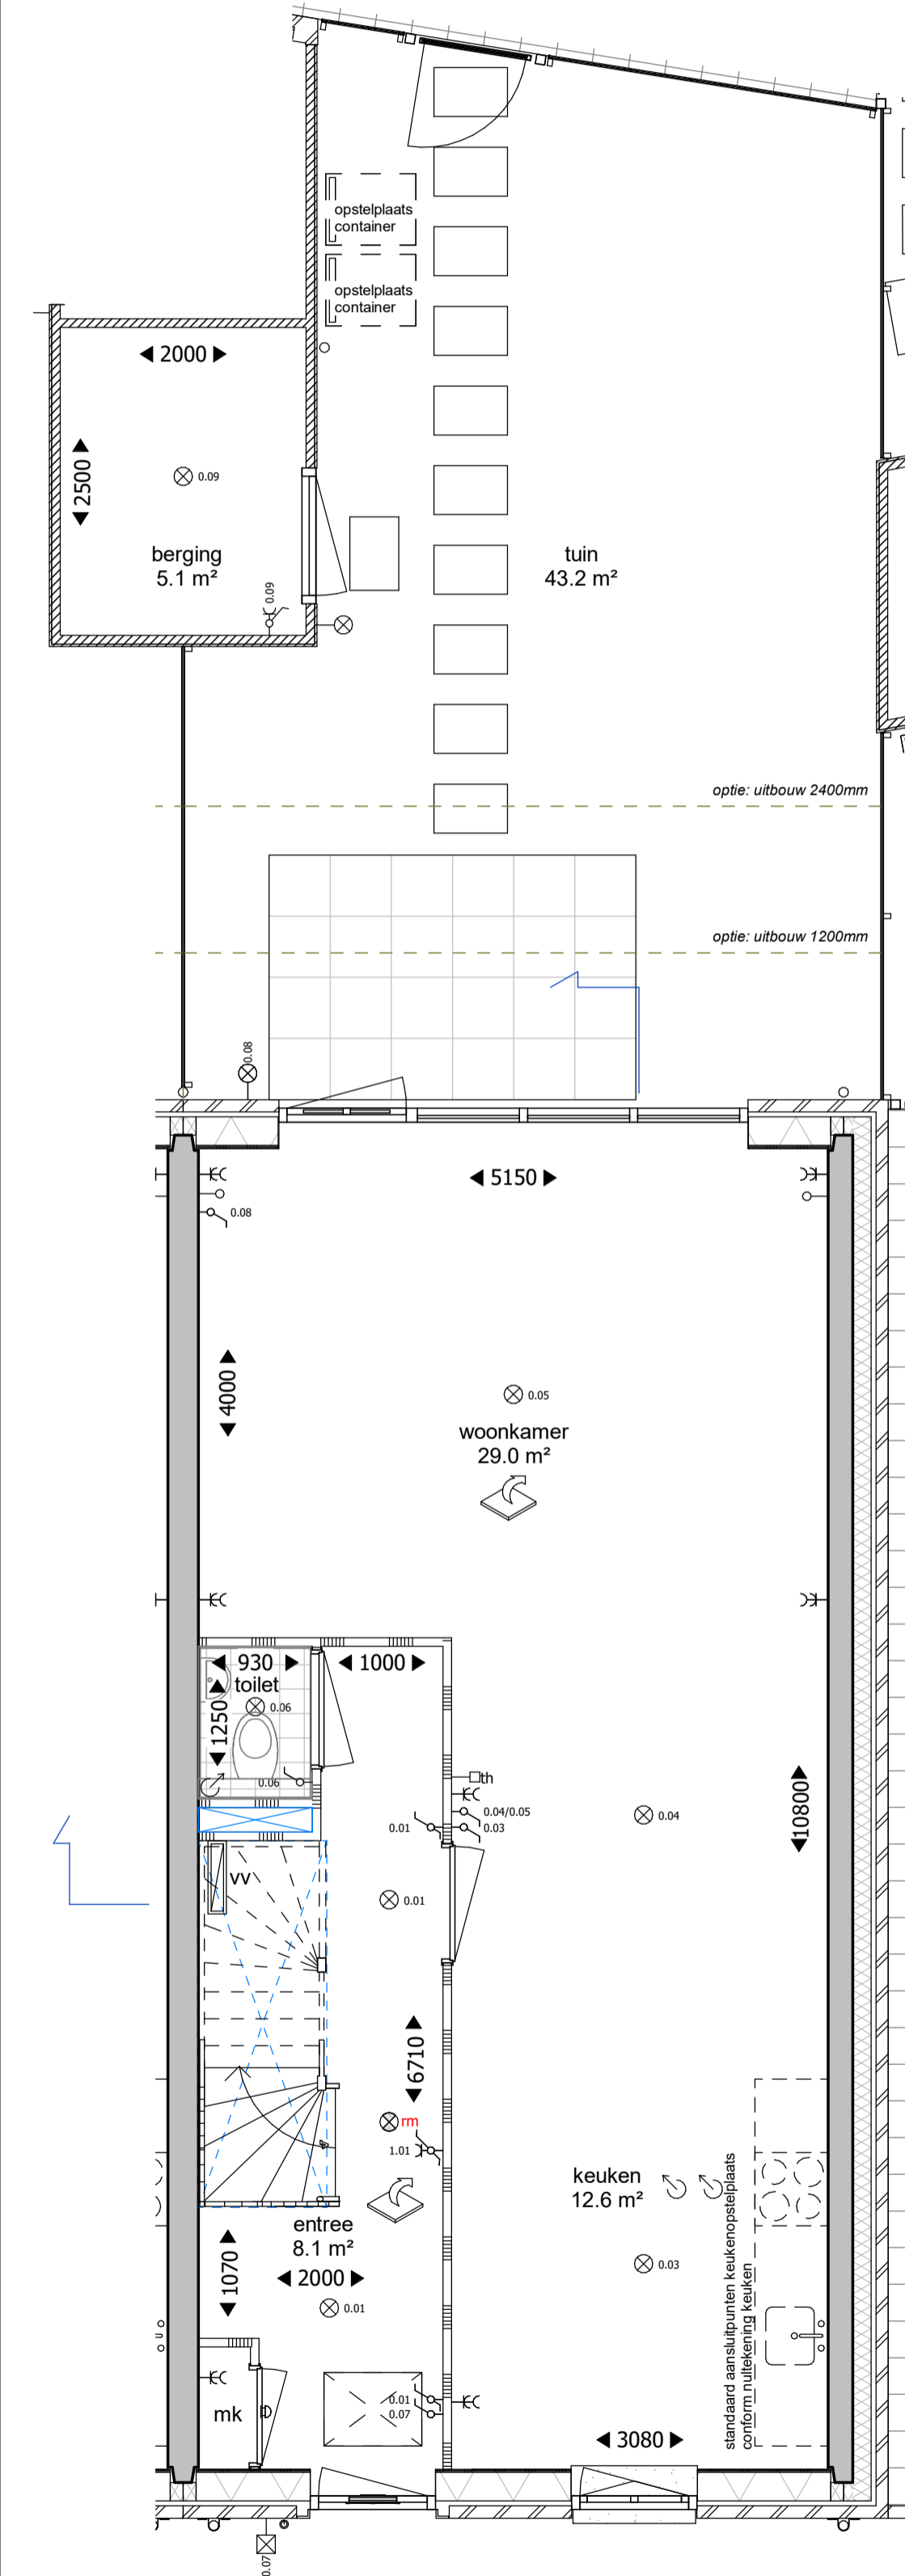 opstelplaats
container
opstelplaats
container
2000
2500
0.09
berging
5.1 m²
0.09
tuin
43.2 m²
optie: uitbouw 2400mm
optie: uitbouw 1200mm
0.08
5150
0.08
4000
0.05
woonkamer
29.0 m²
930
1000
toilet
0.06
1250
0.06
th
0.04/0.05
0.03
0.01
0.04
10800
vv
0.01
6710
rm
1.01
keuken
12.6 m²
entree
8.1 m²
1070
2000
0.01
0.03
standaard aansluitpunten keukenopstelplaats
conform nultekening keuken
mk
0.01
0.07
3080
0.07